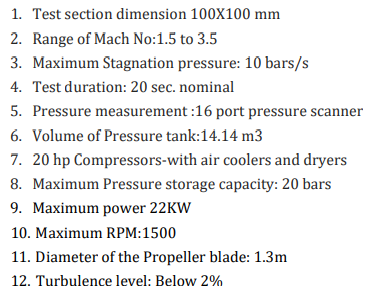 1. Test section dimension 100X100 mm
2. Range of Mach No:1.5 to 3.5
3. Maximum Stagnation pressure: 10 bars/s
4. Test duration: 20 sec. nominal
5. Pressure measurement :16 port pressure scanner
6. Volume of Pressure tank:14.14 m3
7. 20 hp Compressors-with air coolers and dryers
8. Maximum Pressure storage capacity: 20 bars
9. Maximum power 22KW
10. Maximum RPM:1500
11. Diameter of the Propeller blade: 1.3m
12. Turbulence level: Below 2%